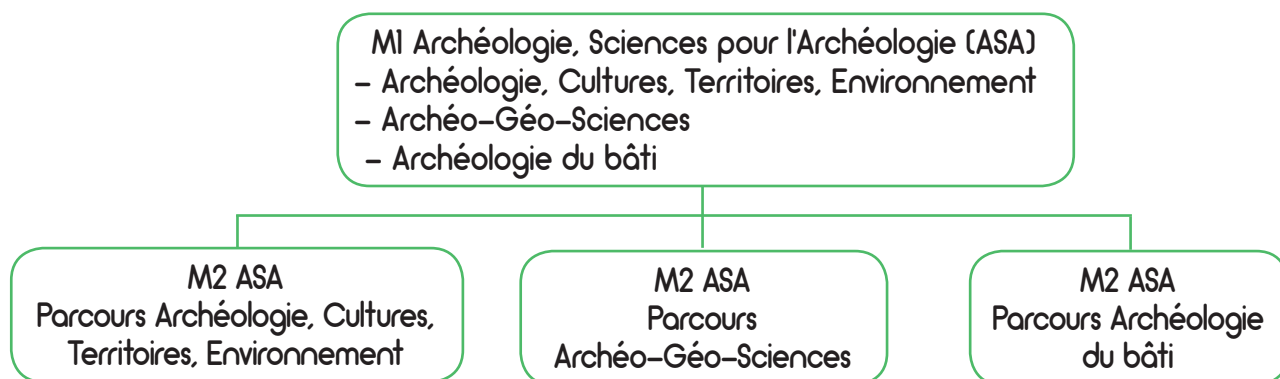 M1 Archéologie, Sciences pour l'Archéologie (ASA)
– Archéologie, Cultures, Territoires, Environnement
– Archéo-Géo-Sciences
– Archéologie du bâti
M2 ASA
Parcours Archéologie, Cultures,
Territoires, Environnement
M2 ASA
Parcours
Archéo-Géo-Sciences
M2 ASA
Parcours Archéologie
du bâti